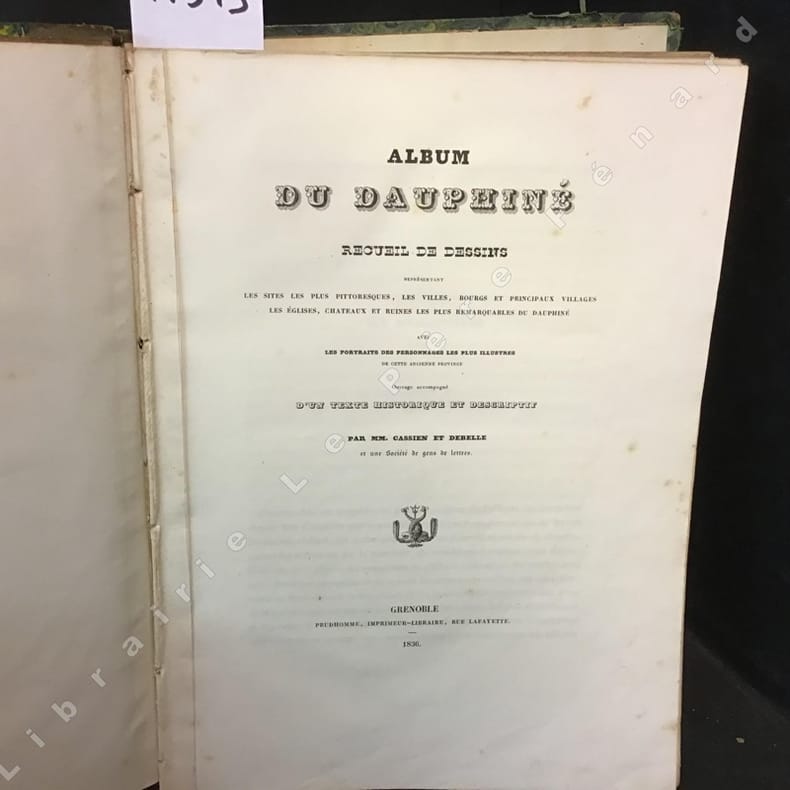 ALBUM
DU DAUPHINÉ
RECUEIL DE DESSINS
REPRÉSENTANT
LES SITES LES PLUS PITTORESQUES, LES VILLES, BOURGS ET PRINCIPAUX VILLAGES
LES ÉGLISES, CHATEAUX ET RUINES LES PLUS REMARQUABLES DU DAUPHINÉ
AVEC
LES PORTRAITS DES PERSONNAGES LES PLUS ILLUSTRES
DE CETTE ANCIENNE PROVINCE
Ouvrage accompagné
D'UN TEXTE HISTORIQUE ET DESCRIPTIF
PAR MM. CASSIEN ET DEBELLE
et une Société de gens de lettres.
GRENOBLE
PRUDHOMME, IMPRIMEUR-LIBRAIRE, RUE LAFAYETTE.
1836.
Librairie Le Père Pénard